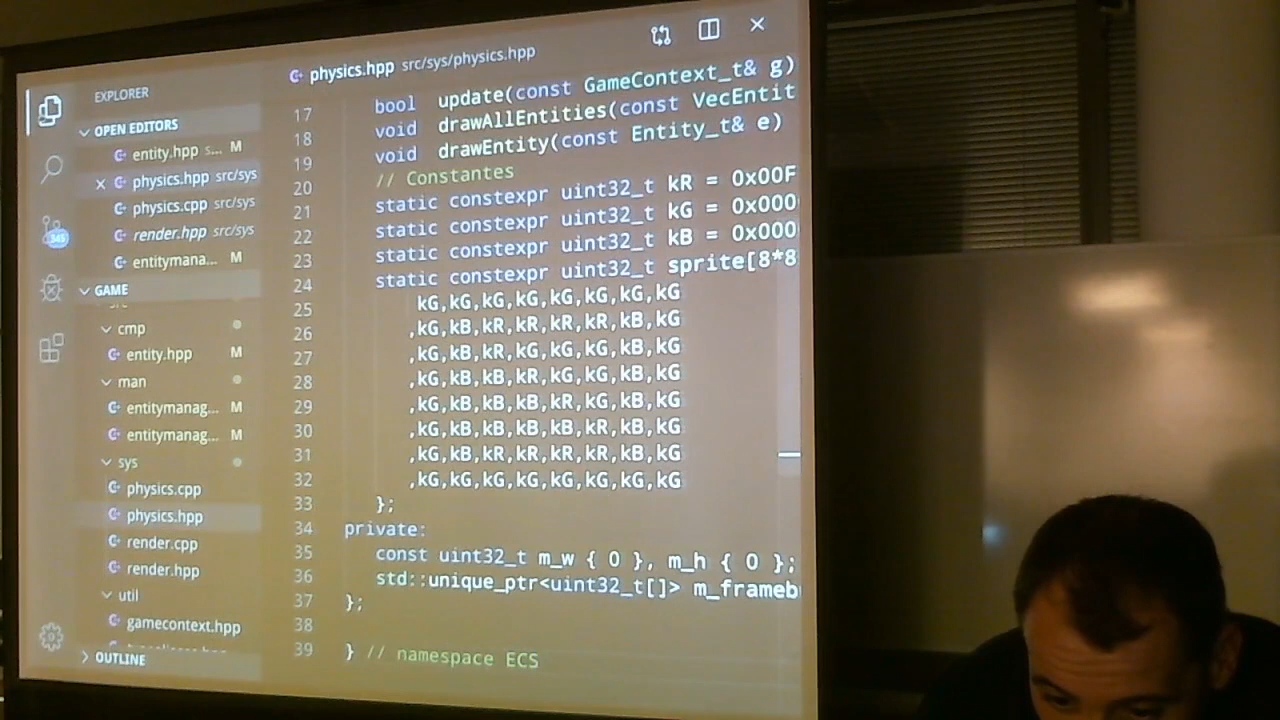 physics.hpp src/sys/physics.hpp
EXPLORER
OPEN EDITORS
entity.hpp s... M
physics.hpp src/sys
physics.cpp src/sys
render.hpp src/sys
entitymana... M
GAME
cmp
entity.hpp M
man
entitymanag... M
entitymanag... M
sys
physics.cpp
physics.hpp
render.cpp
render.hpp
util
gamecontext.hpp
OUTLINE
345
17 bool update(const GameContext_t& g)
18 void drawAllEntities(const VecEntit
19 void drawEntity(const Entity_t& e)
20 // Constantes
21 static constexpr uint32_t kR = 0x00F
22 static constexpr uint32_t kG = 0x000
23 static constexpr uint32_t kB = 0x000
24 static constexpr uint32_t sprite[8*8
25 kG,kG,kG,kG,kG,kG,kG,kG
26 ,kG,kB,kR,kR,kR,kR,kB,kG
27 ,kG,kB,kR,kG,kG,kG,kB,kG
28 ,kG,kB,kB,kR,kG,kG,kB,kG
29 ,kG,kB,kB,kB,kR,kG,kB,kG
30 ,kG,kB,kB,kB,kB,kR,kB,kG
31 ,kG,kB,kR,kR,kR,kR,kB,kG
32 ,kG,kG,kG,kG,kG,kG,kG,kG
33 };
34 private:
35 const uint32_t m_w { 0 }, m_h { 0 };
36 std::unique_ptr<uint32_t[]> m_frameb
37 };
38
39 } // namespace ECS